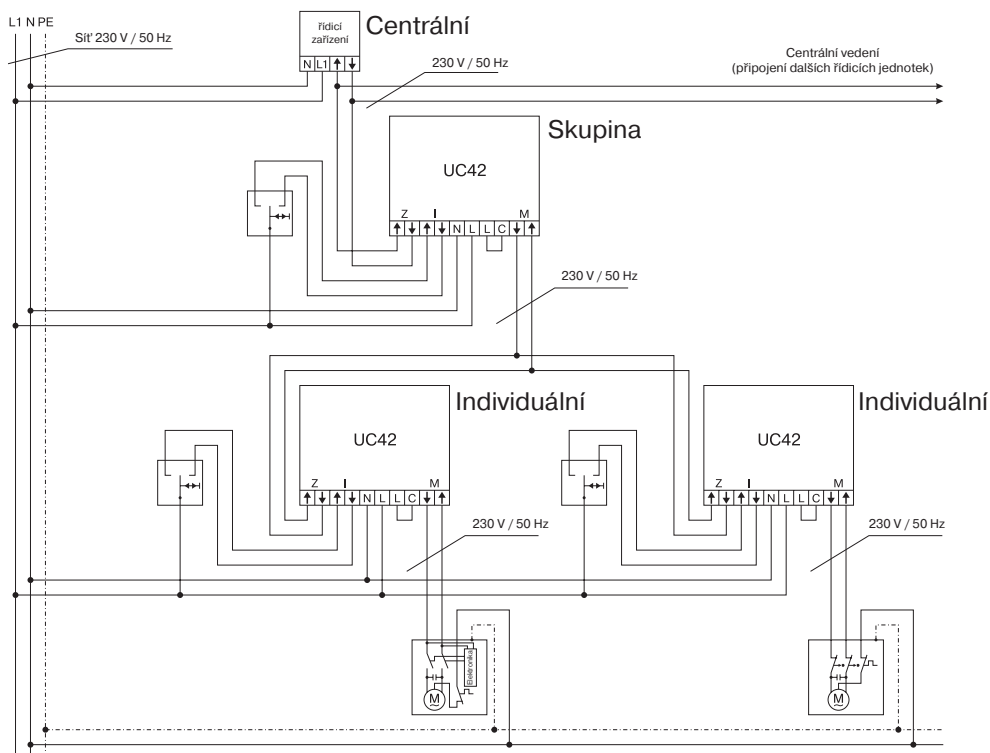 L1 N PE
Síť 230 V / 50 Hz
řídicí
zařízení
Centrální
N L1
230 V / 50 Hz
Centrální vedení
(připojení dalších řídicích jednotek)
Skupina
UC42
Z I M
N L L C
230 V / 50 Hz
Individuální
UC42
Z I M
N L L C
230 V / 50 Hz
Elektronika
M
Individuální
UC42
Z I M
N L L C
230 V / 50 Hz
M